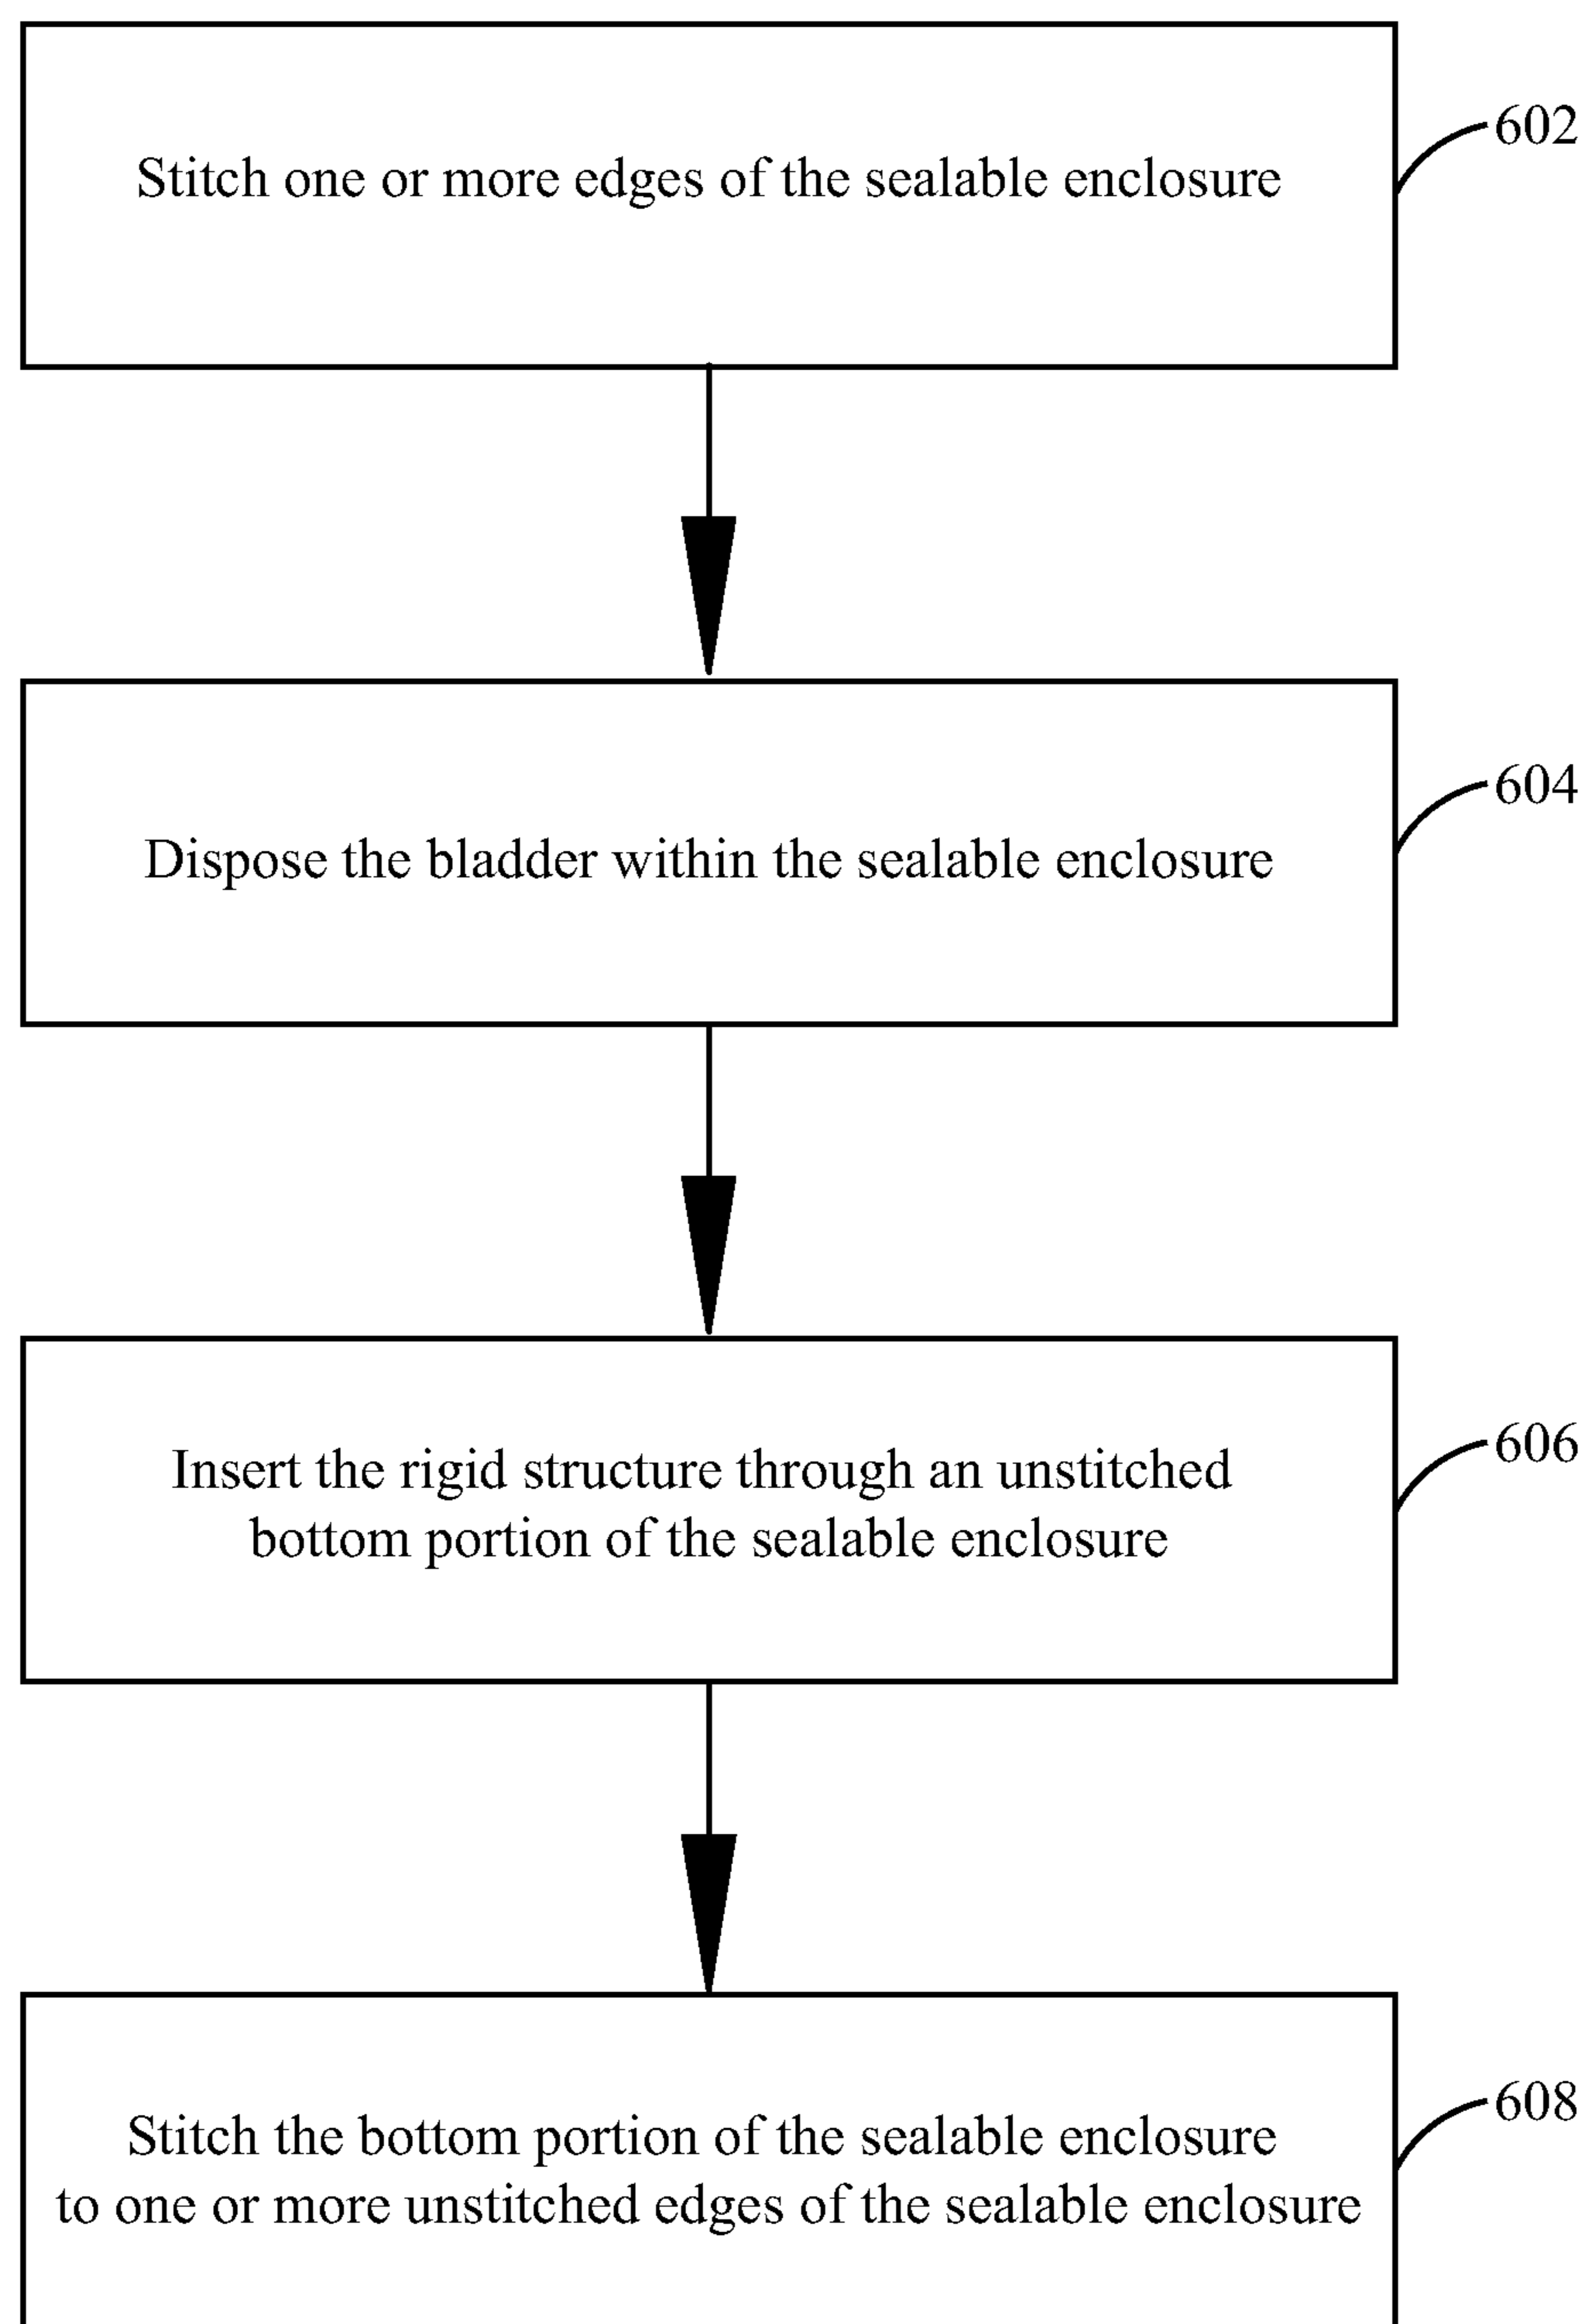 Stitch one or more edges of the sealable enclosure
602
Dispose the bladder within the sealable enclosure
604
Insert the rigid structure through an unstitched
bottom portion of the sealable enclosure
606
Stitch the bottom portion of the sealable enclosure
to one or more unstitched edges of the sealable enclosure
608